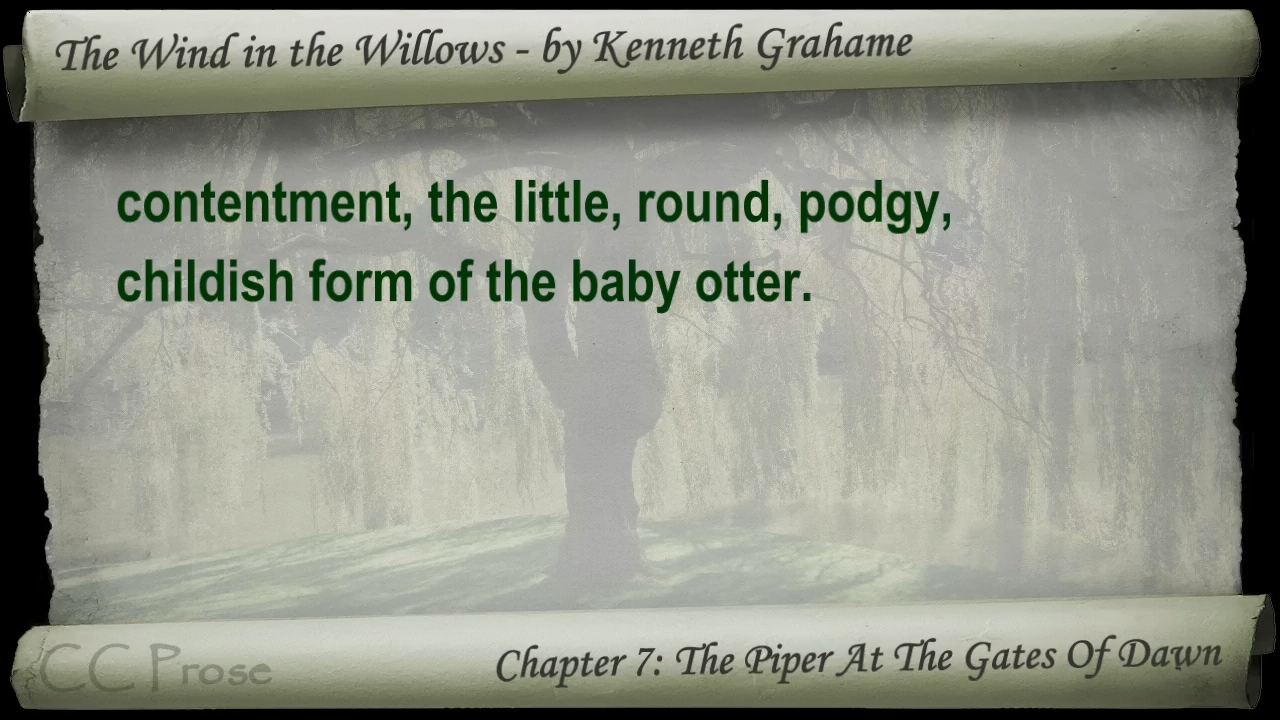 The Wind in the Willows - by Kenneth Grahame
contentment, the little, round, podgy,
childish form of the baby otter.
CC Prose
Chapter 7: The Piper At The Gates Of Dawn